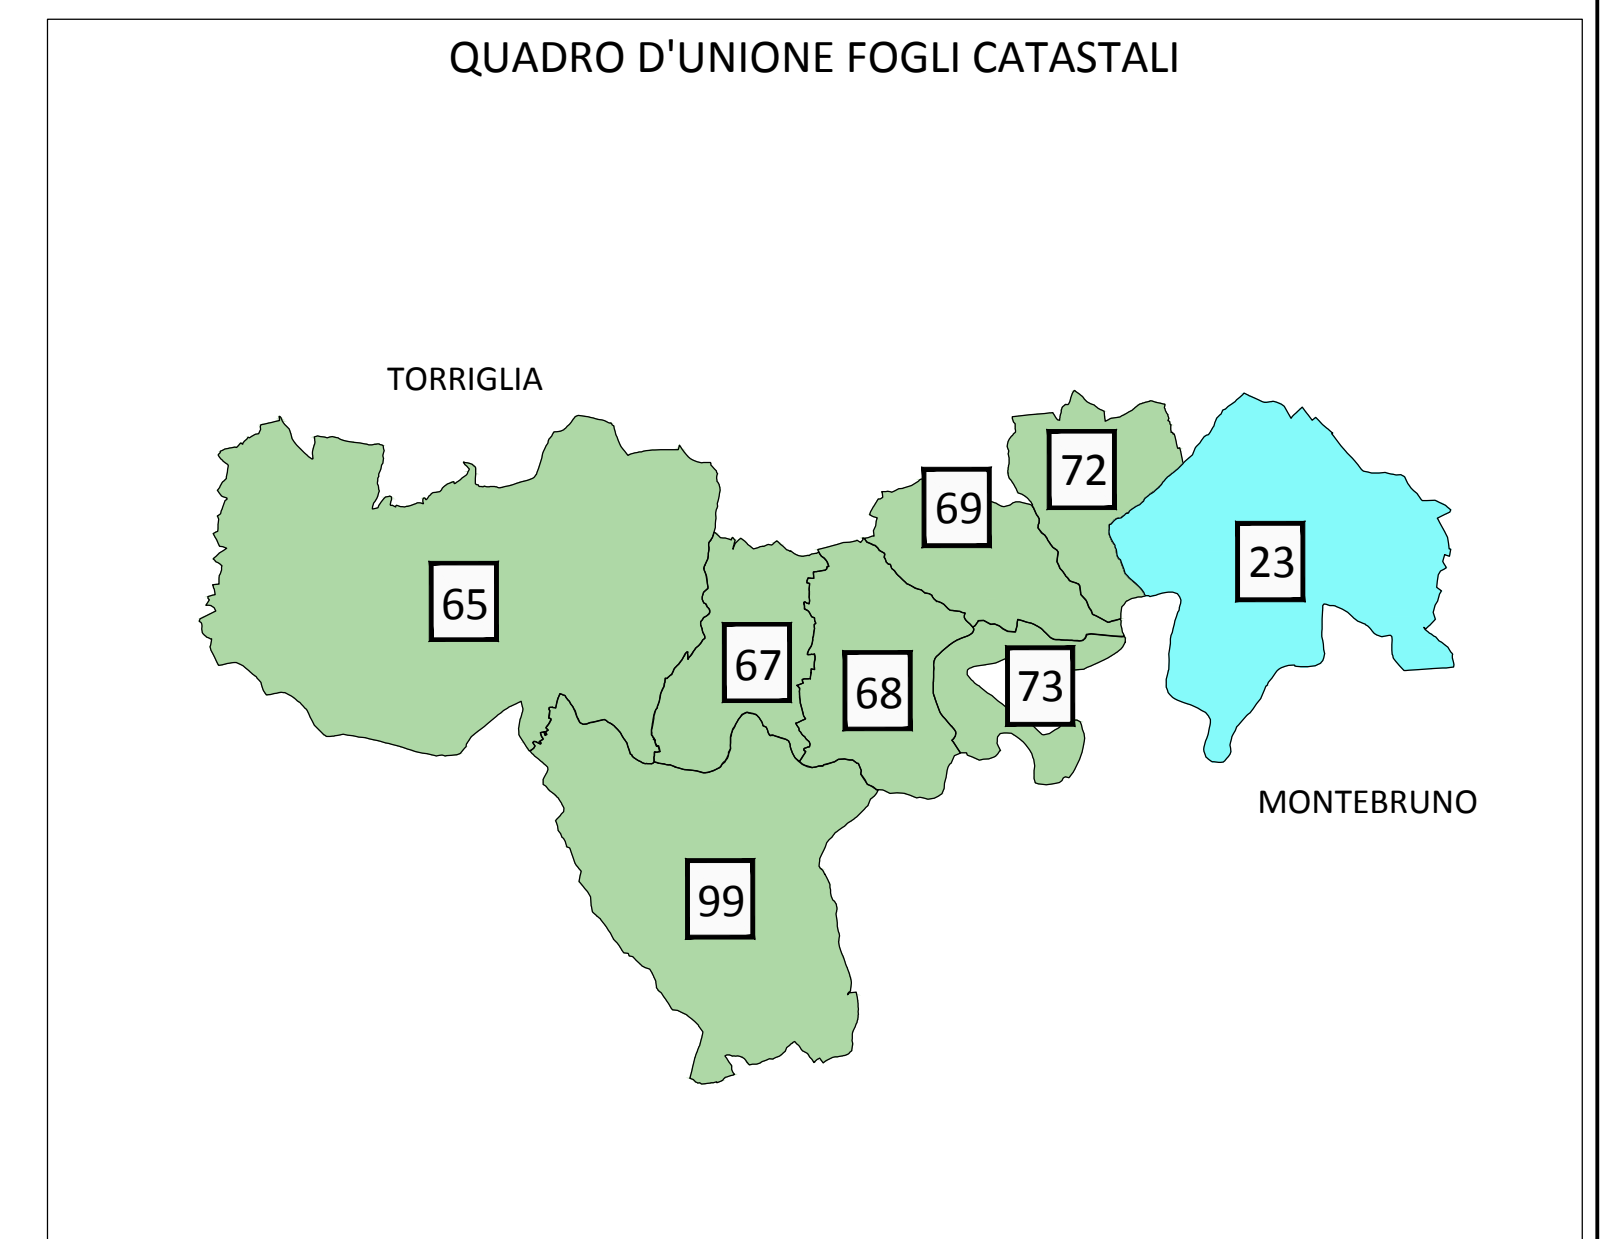 QUADRO D'UNIONE FOGLI CATASTALI
TORRIGLIA
72
69
23
65
67
73
68
MONTEBRUNO
99